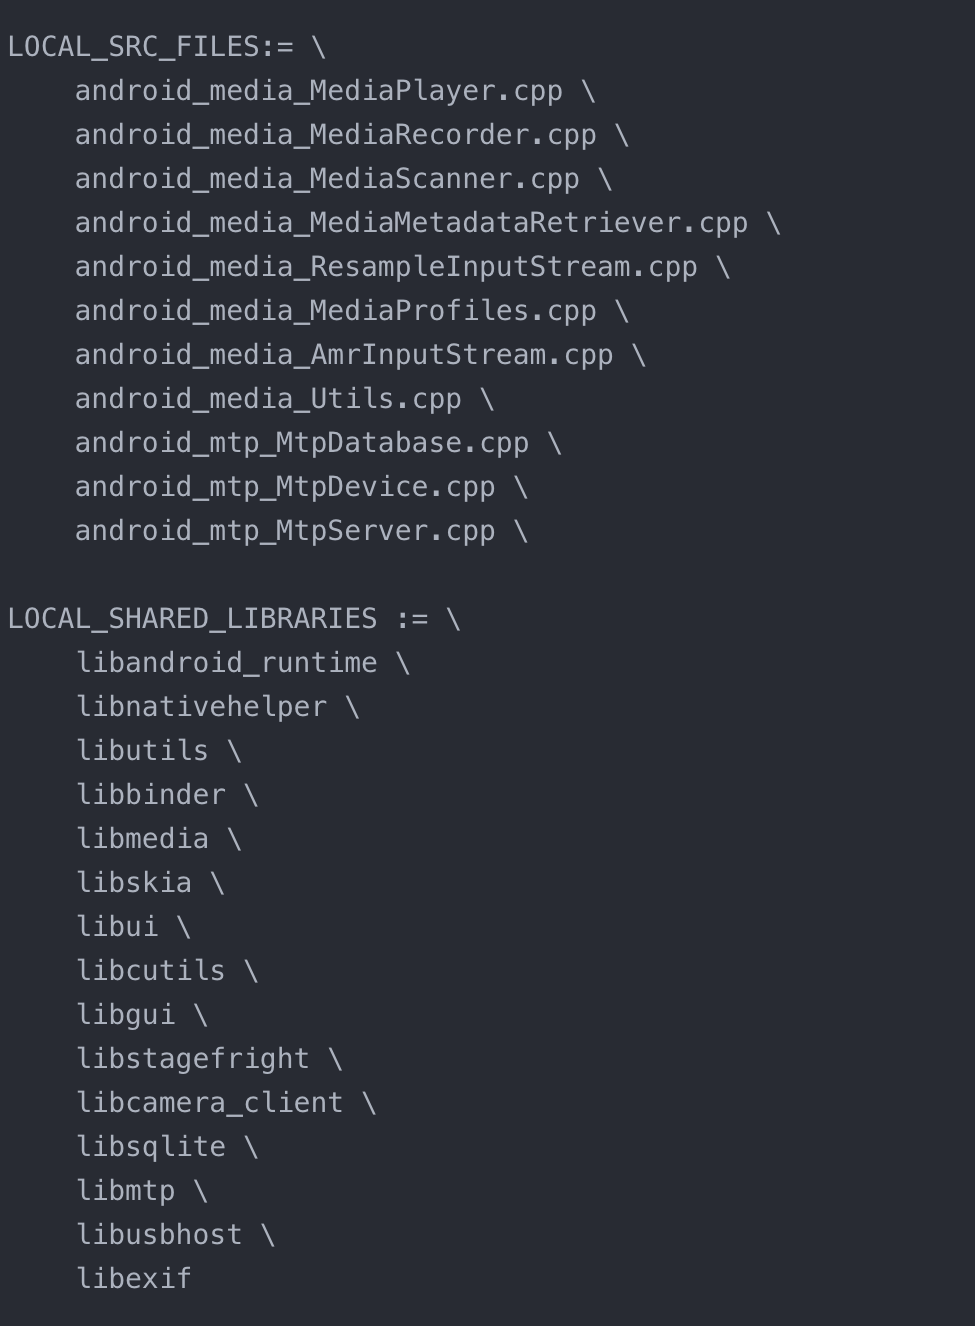 LOCAL_SRC_FILES:= \
    android_media_MediaPlayer.cpp \
    android_media_MediaRecorder.cpp \
    android_media_MediaScanner.cpp \
    android_media_MediaMetadataRetriever.cpp \
    android_media_ResampleInputStream.cpp \
    android_media_MediaProfiles.cpp \
    android_media_AmrInputStream.cpp \
    android_media_Utils.cpp \
    android_mtp_MtpDatabase.cpp \
    android_mtp_MtpDevice.cpp \
    android_mtp_MtpServer.cpp \

LOCAL_SHARED_LIBRARIES := \
    libandroid_runtime \
    libnativehelper \
    libutils \
    libbinder \
    libmedia \
    libskia \
    libui \
    libcutils \
    libgui \
    libstagefright \
    libcamera_client \
    libsqlite \
    libmtp \
    libusbhost \
    libexif